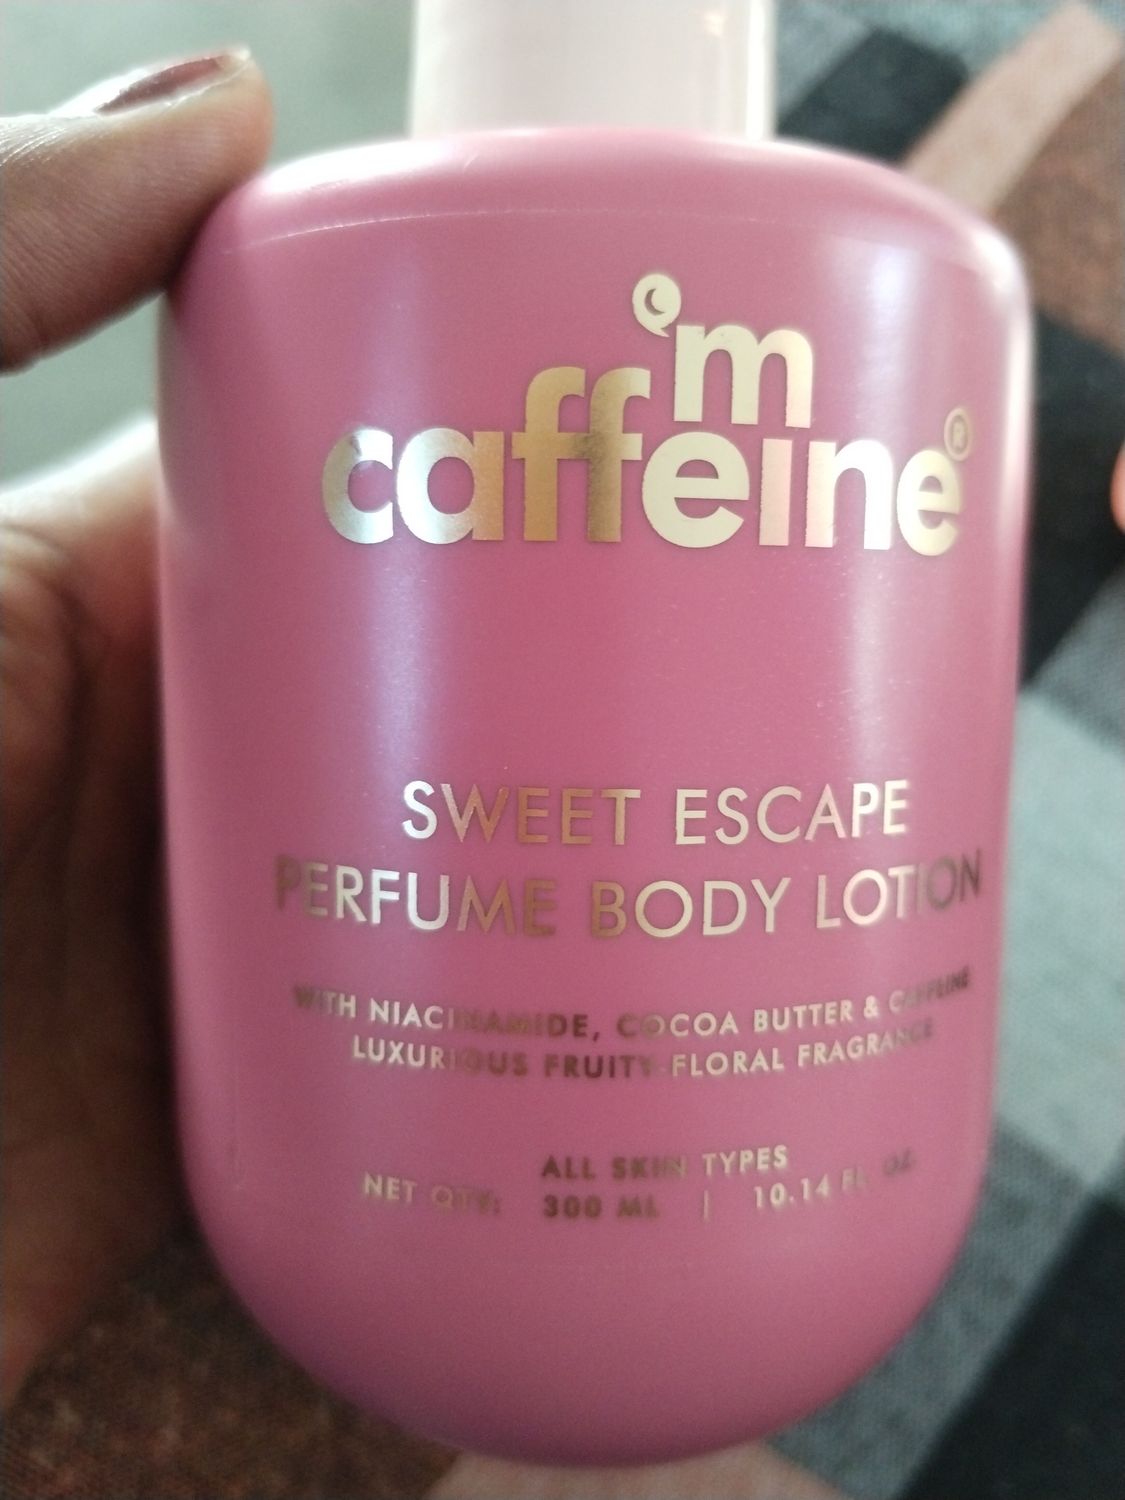 m
caffeine®
SWEET ESCAPE
PERFUME BODY LOTION
WITH NIACINAMIDE, COCOA BUTTER & CAFFEINE
LUXURIOUS FRUITY-FLORAL FRAGRANCE
ALL SKIN TYPES
NET QTY: 300 ML | 10.14 FL OZ